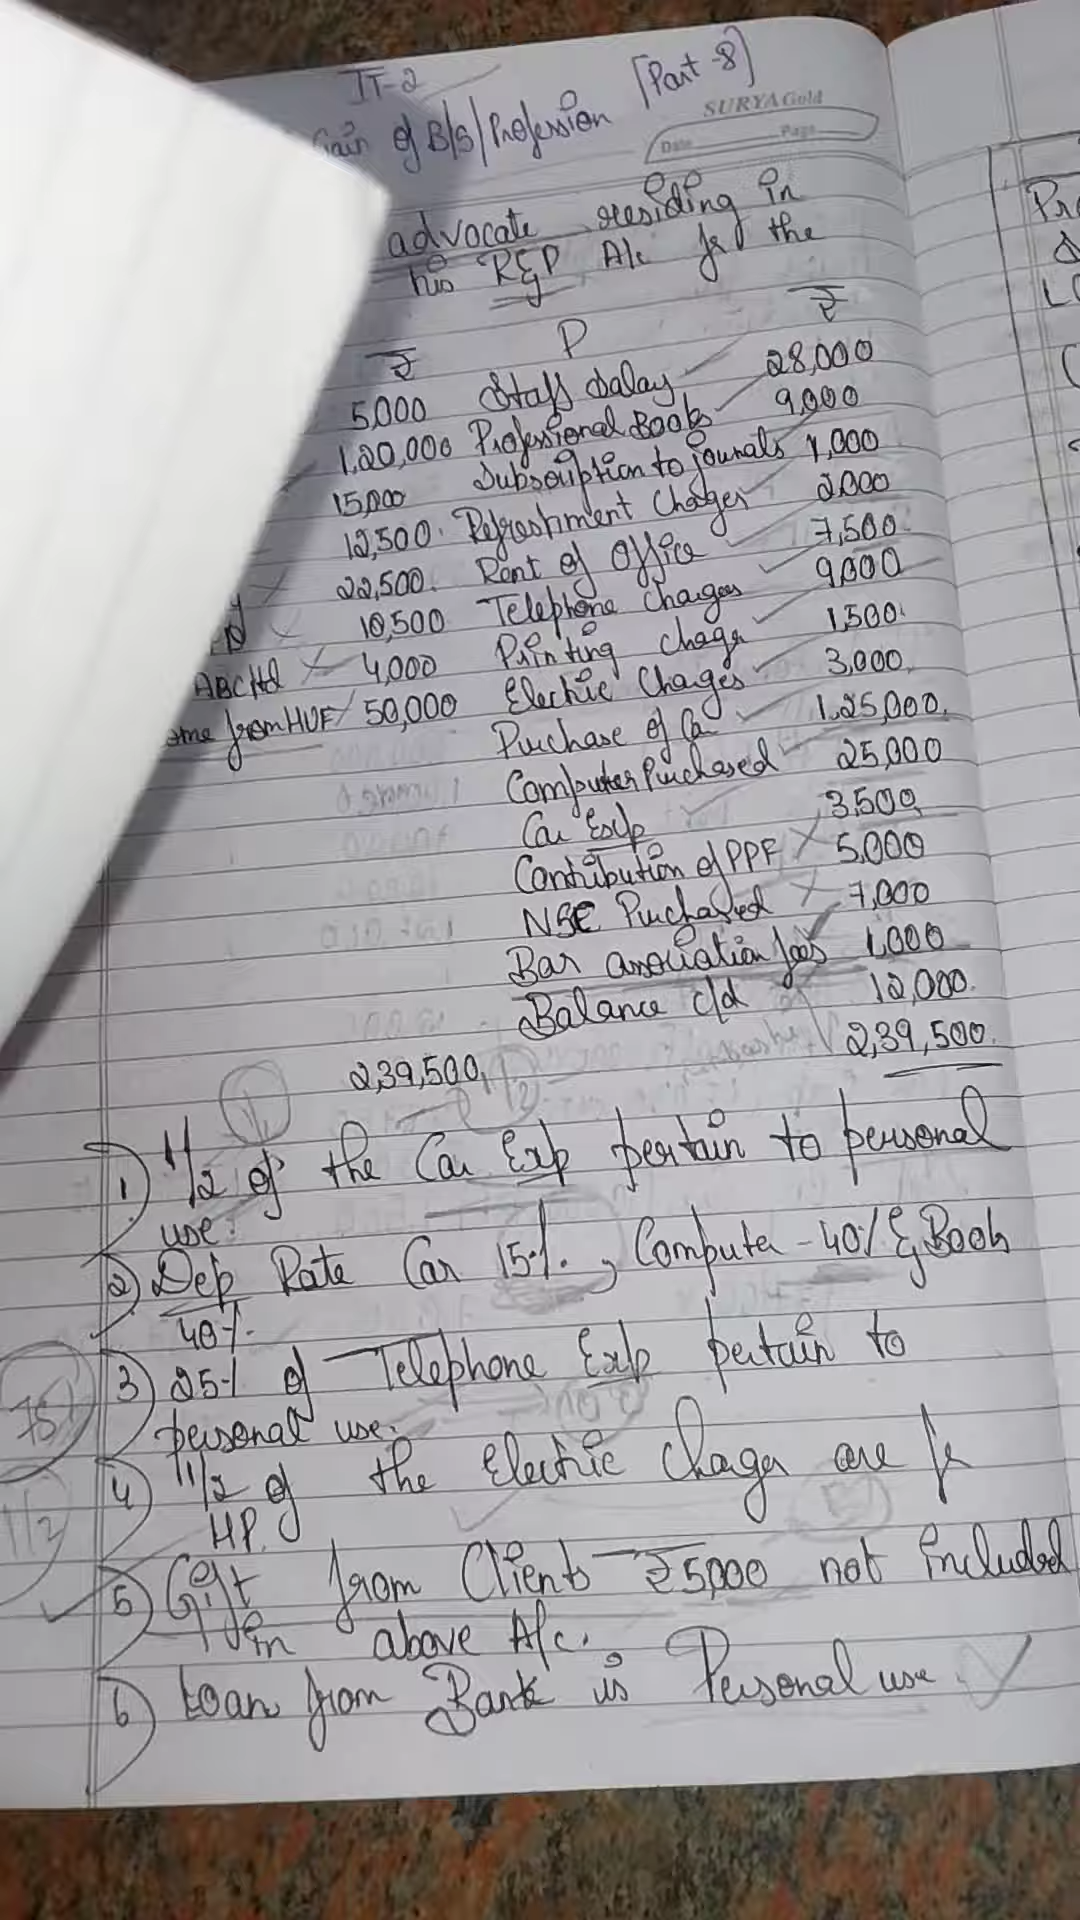 IT-2
[Part-8]
Gain of B/S/Profession
SURYA Gold
Date Page
advocate residing in
his R&P A/c for the
₹ P ₹
5,000 Staff Salay 28,000
1,20,000 Professional Books 9,000
15,000 Subscription to jounals 1,000
12,500 Refreshment Charges 2,000
22,500 Rent of Office 7,500
10,500 Telephone Charges 9,000
ABC Ltd 4,000 Printing charge 1,500
ome from HUF 50,000 Electric Charges 3,000
Purchase of Ca 1,25,000
Computer Purchased 25,000
Car Exp 3,500
Contribution of PPF 5,000
NSC Purchased 7,000
Bar association fees 1,000
Balance c/d 12,000
2,39,500 2,39,500
1) 1/2 of the Car Exp pertain to personal
use.
2) Dep Rate Car 15%, Computer - 40% & Book
40%.
3) 25% of Telephone Exp pertain to
personal use.
4) 1/2 of the Electric Charges are for
HP.
5) Gift from Clients ₹5,000 not included
in above A/c.
6) Loan from Bank is Personal use.